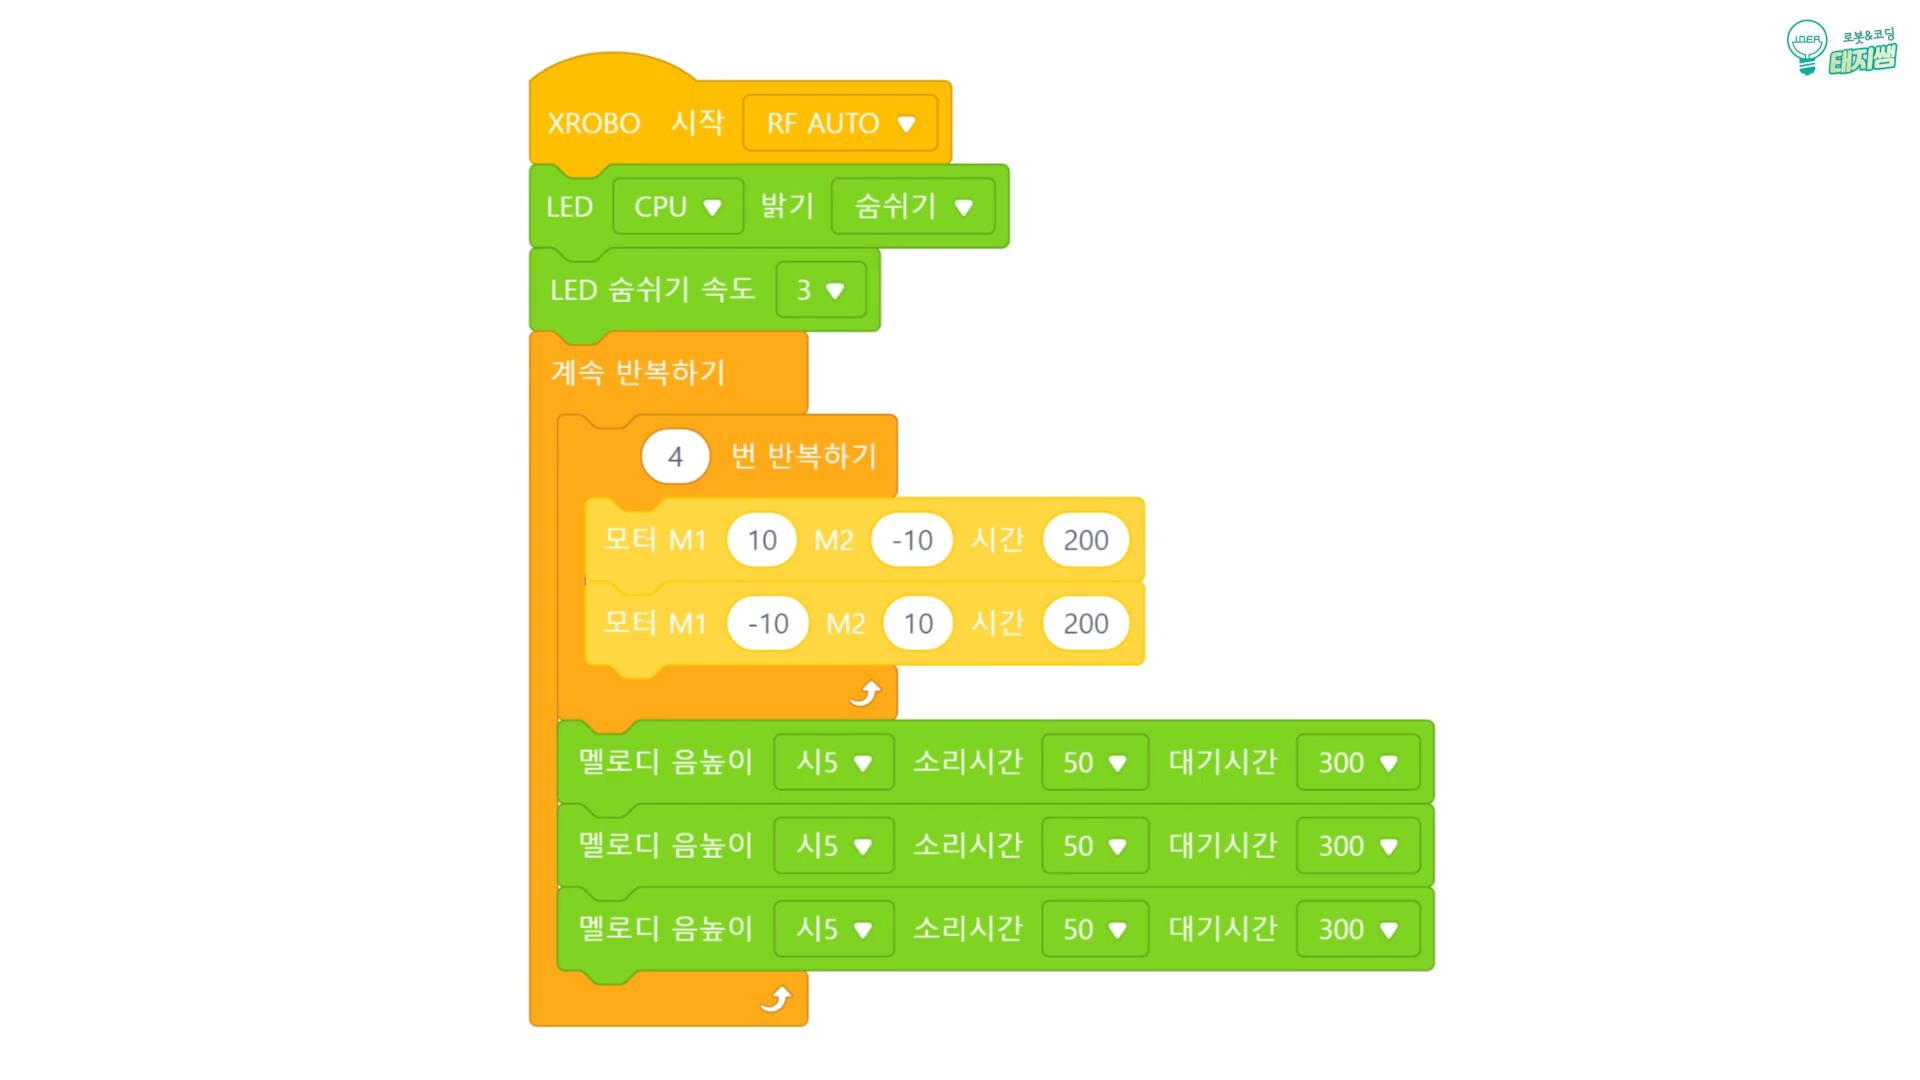 IDEA
로봇&코딩
태지쌤
XROBO 시작 RF AUTO
LED CPU 밝기 숨쉬기
LED 숨쉬기 속도 3
계속 반복하기
4 번 반복하기
모터 M1 10 M2 -10 시간 200
모터 M1 -10 M2 10 시간 200
멜로디 음높이 시5 소리시간 50 대기시간 300
멜로디 음높이 시5 소리시간 50 대기시간 300
멜로디 음높이 시5 소리시간 50 대기시간 300